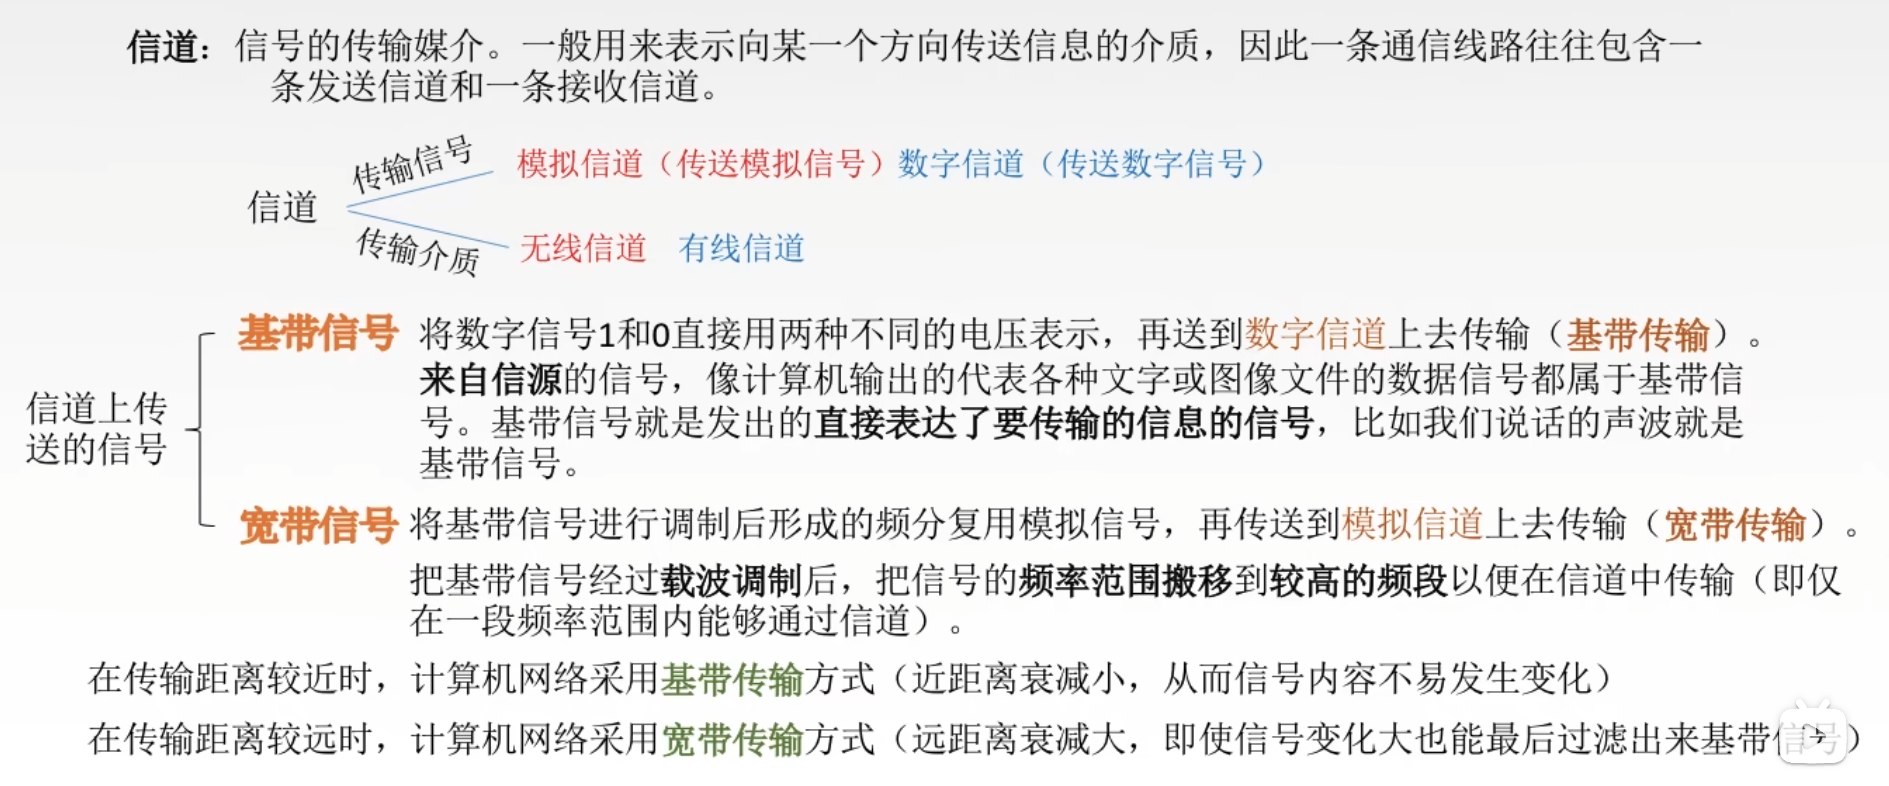 信道：信号的传输媒介。一般用来表示向某一个方向传送信息的介质，因此一条通信线路往往包含一
条发送信道和一条接收信道。
传输信号
模拟信道（传送模拟信号）数字信道（传送数字信号）
信道
传输介质
无线信道 有线信道
基带信号 将数字信号1和0直接用两种不同的电压表示，再送到数字信道上去传输（基带传输）。
来自信源的信号，像计算机输出的代表各种文字或图像文件的数据信号都属于基带信
号。基带信号就是发出的直接表达了要传输的信息的信号，比如我们说话的声波就是
基带信号。
信道上传
送的信号
宽带信号 将基带信号进行调制后形成的频分复用模拟信号，再传送到模拟信道上去传输（宽带传输）。
把基带信号经过载波调制后，把信号的频率范围搬移到较高的频段以便在信道中传输（即仅
在一段频率范围内能够通过信道）。
在传输距离较近时，计算机网络采用基带传输方式（近距离衰减小，从而信号内容不易发生变化）
在传输距离较远时，计算机网络采用宽带传输方式（远距离衰减大，即使信号变化大也能最后过滤出来基带信号）